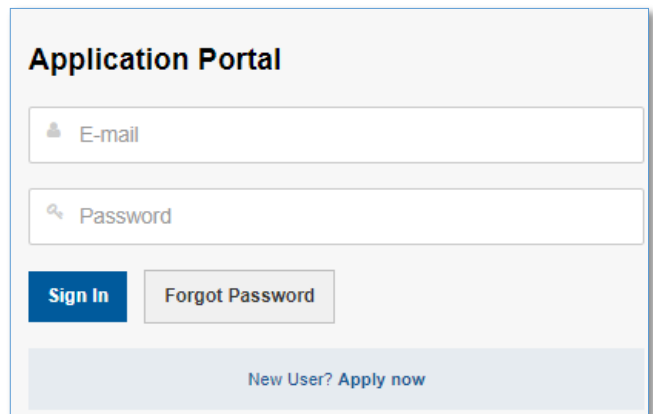 Application Portal
E-mail
Password
Sign In Forgot Password
New User? Apply now